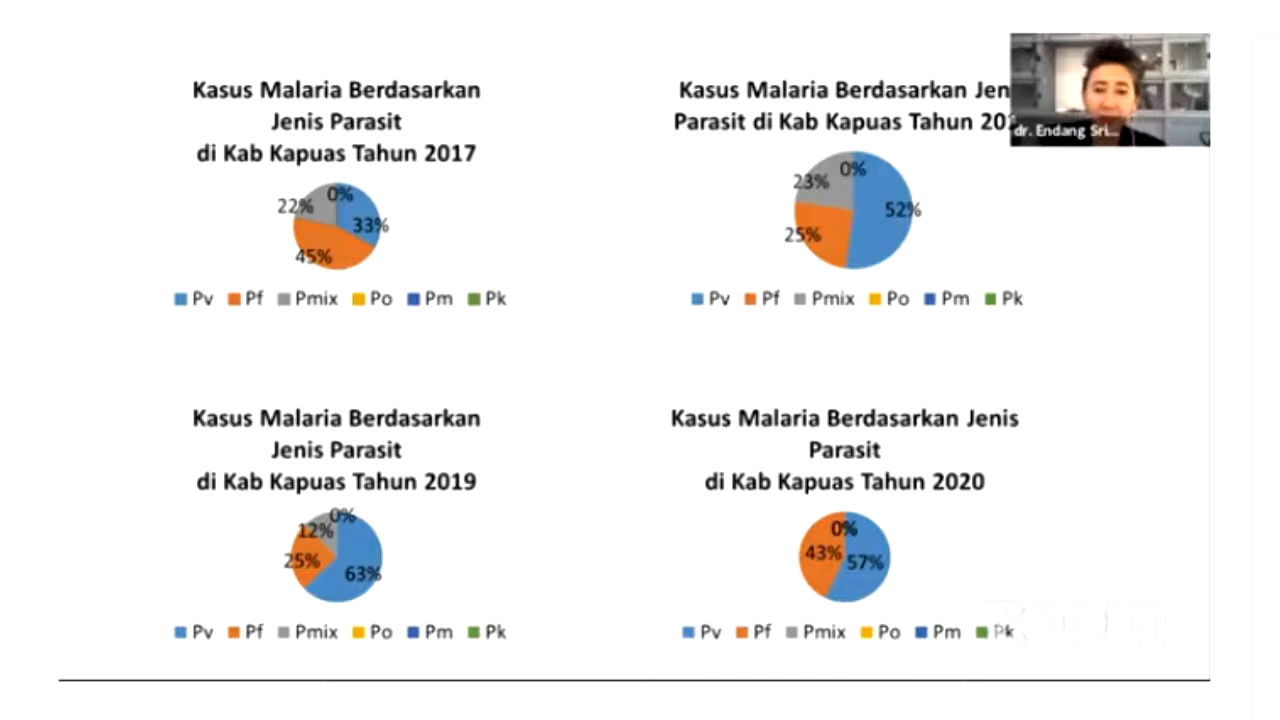 Kasus Malaria Berdasarkan
Jenis Parasit
di Kab Kapuas Tahun 2017
0%
22%
33%
45%
Pv Pf Pmix Po Pm Pk
Kasus Malaria Berdasarkan Jen
Parasit di Kab Kapuas Tahun 20
dr. Endang Sri...
0%
23%
52%
25%
Pv Pf Pmix Po Pm Pk
Kasus Malaria Berdasarkan
Jenis Parasit
di Kab Kapuas Tahun 2019
0%
12%
25%
63%
Pv Pf Pmix Po Pm Pk
Kasus Malaria Berdasarkan Jenis
Parasit
di Kab Kapuas Tahun 2020
0%
43%
57%
Pv Pf Pmix Po Pm Pk
zoom